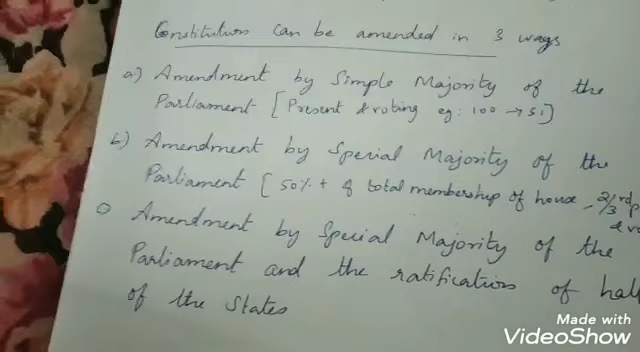 Constitution can be amended in 3 ways
a) Amendment by Simple Majority of the
Parliament [Present & voting eg: 100 → 51]
b) Amendment by Special Majority of the
Parliament [50% + of total membership of house, 2/3rd p
& vo
c) Amendment by Special Majority of the
Parliament and the ratification of hal
of the States
Made with
VideoShow